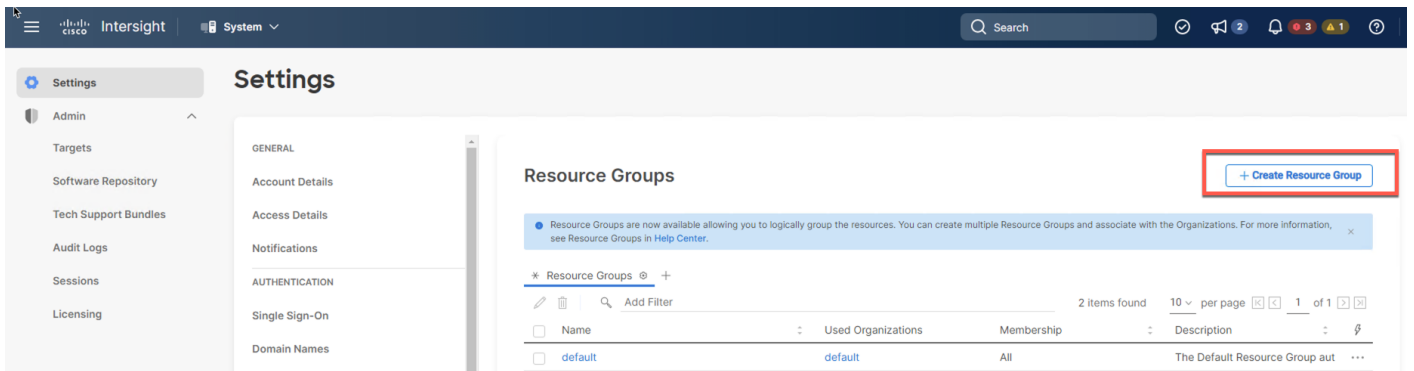 cisco Intersight System Search 2 3 1
Settings
Admin
Targets
Software Repository
Tech Support Bundles
Audit Logs
Sessions
Licensing
Settings
GENERAL
Account Details
Access Details
Notifications
AUTHENTICATION
Single Sign-On
Domain Names
Resource Groups
+ Create Resource Group
Resource Groups are now available allowing you to logically group the resources. You can create multiple Resource Groups and associate with the Organizations. For more information,
see Resource Groups in Help Center.
Resource Groups
Add Filter 2 items found 10 per page 1 of 1
Name Used Organizations Membership Description
default default All The Default Resource Group aut ...